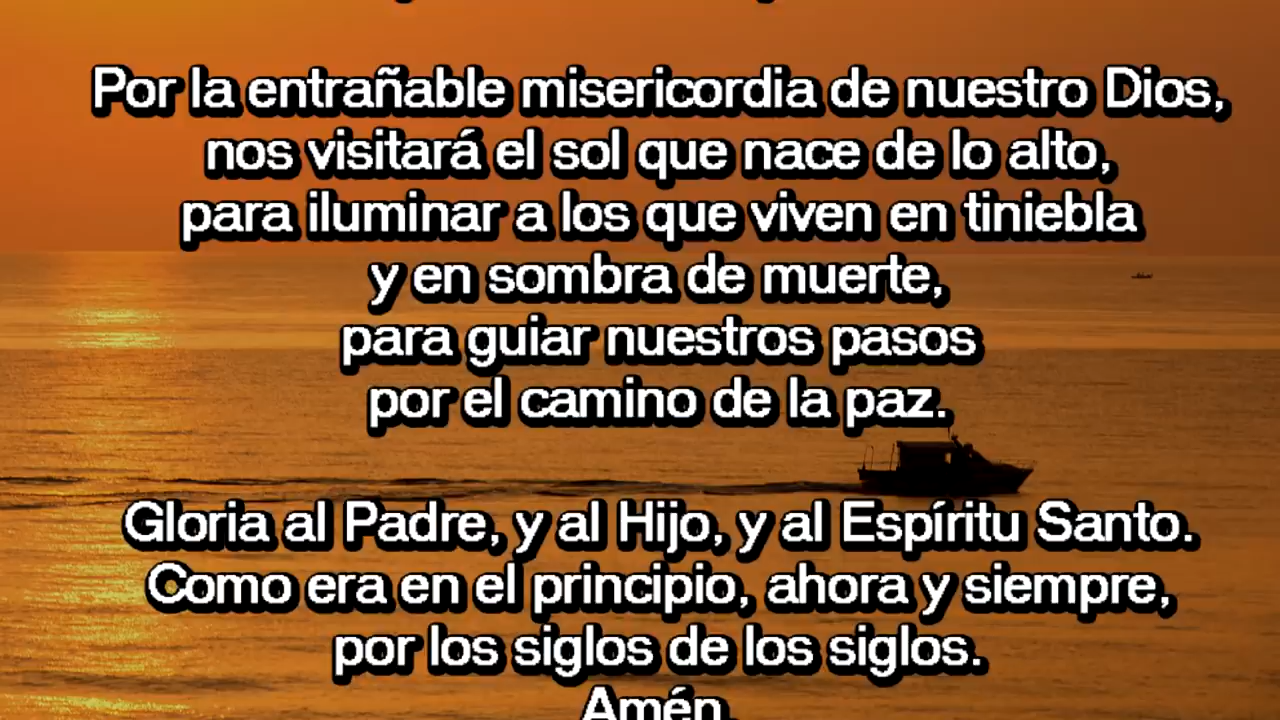 Por la entrañable misericordia de nuestro Dios,
nos visitará el sol que nace de lo alto,
para iluminar a los que viven en tiniebla
y en sombra de muerte,
para guiar nuestros pasos
por el camino de la paz.
Gloria al Padre, y al Hijo, y al Espíritu Santo.
Como era en el principio, ahora y siempre,
por los siglos de los siglos.
Amén.